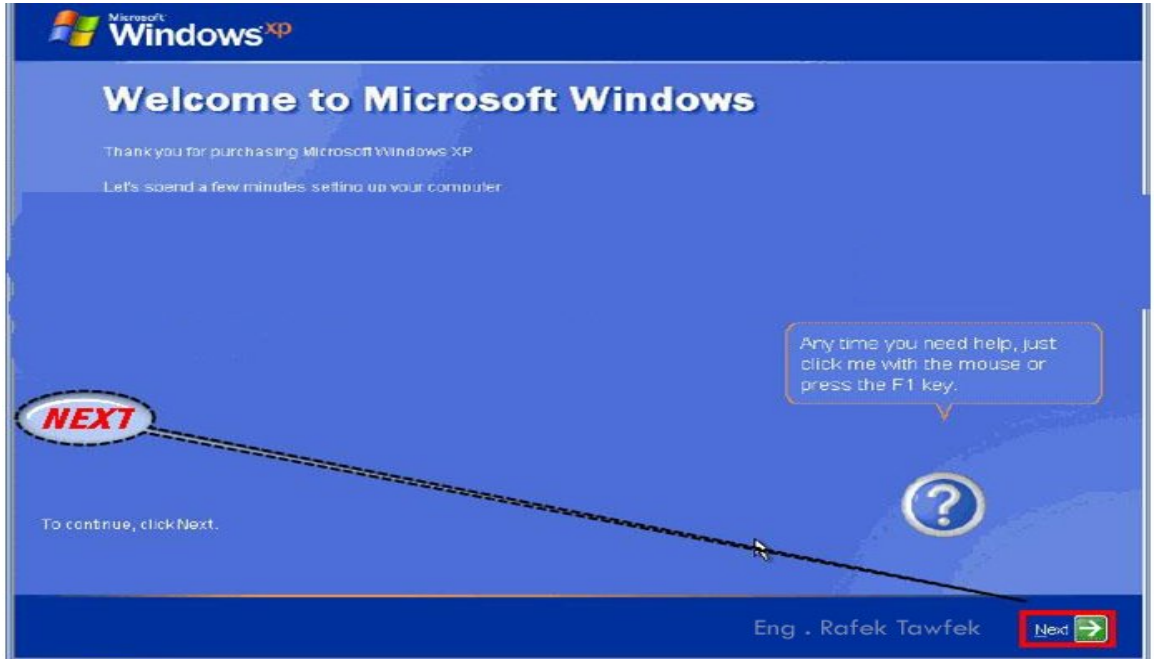 Microsoft
Windows xp
Welcome to Microsoft Windows
Thank you for purchasing Microsoft Windows XP
Let's spend a few minutes setting up your computer
Any time you need help, just
click me with the mouse or
press the F1 key.
NEXT
?
To continue, click Next.
Eng . Rafek Tawfek
Next